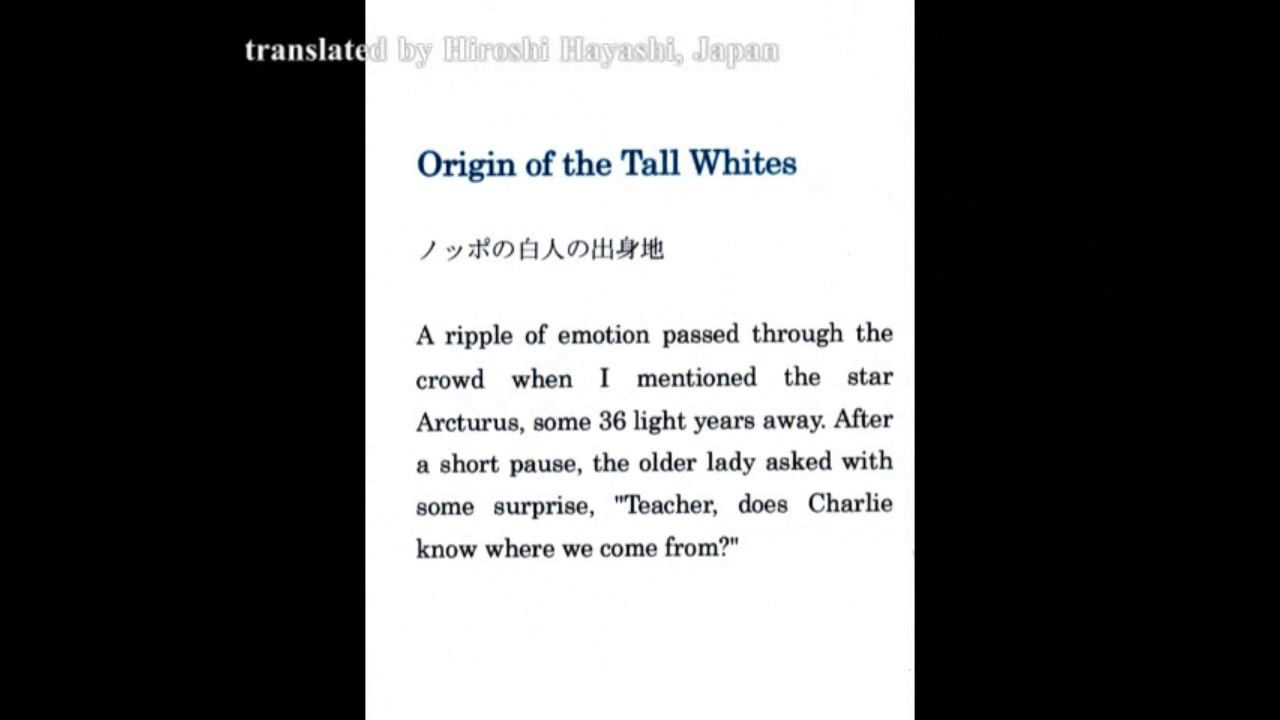 translated by Hiroshi Hayashi, Japan
Origin of the Tall Whites
ノッポの白人の出身地
A ripple of emotion passed through the
crowd when I mentioned the star
Arcturus, some 36 light years away. After
a short pause, the older lady asked with
some surprise, "Teacher, does Charlie
know where we come from?"